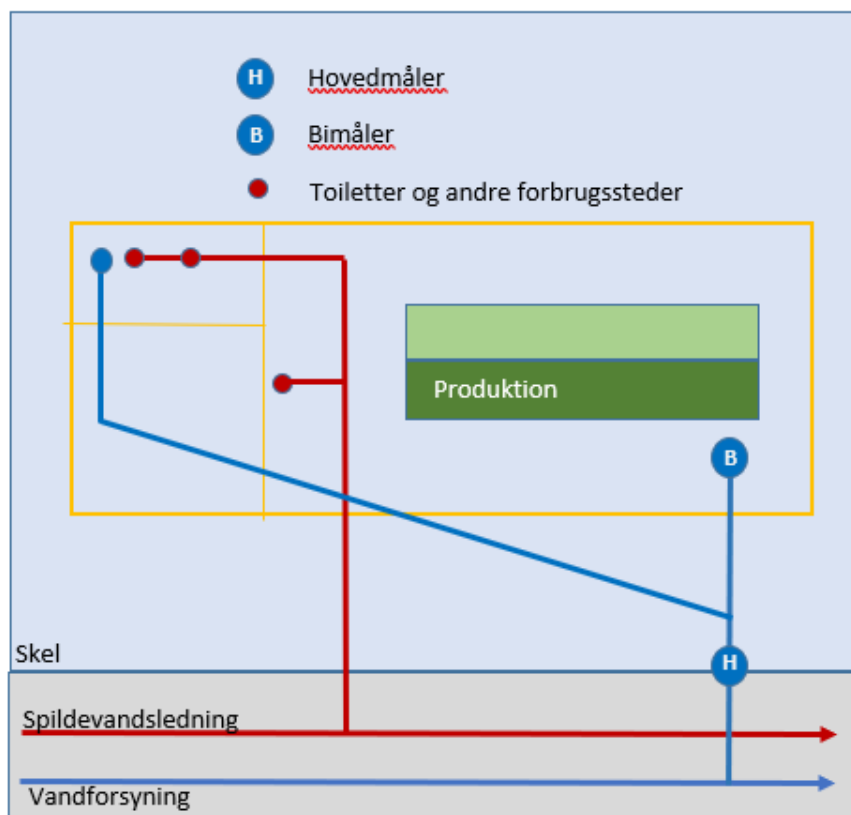 H Hovedmåler
B Bimåler
Toiletter og andre forbrugssteder
Produktion
B
Skel
H
Spildevandsledning
Vandforsyning